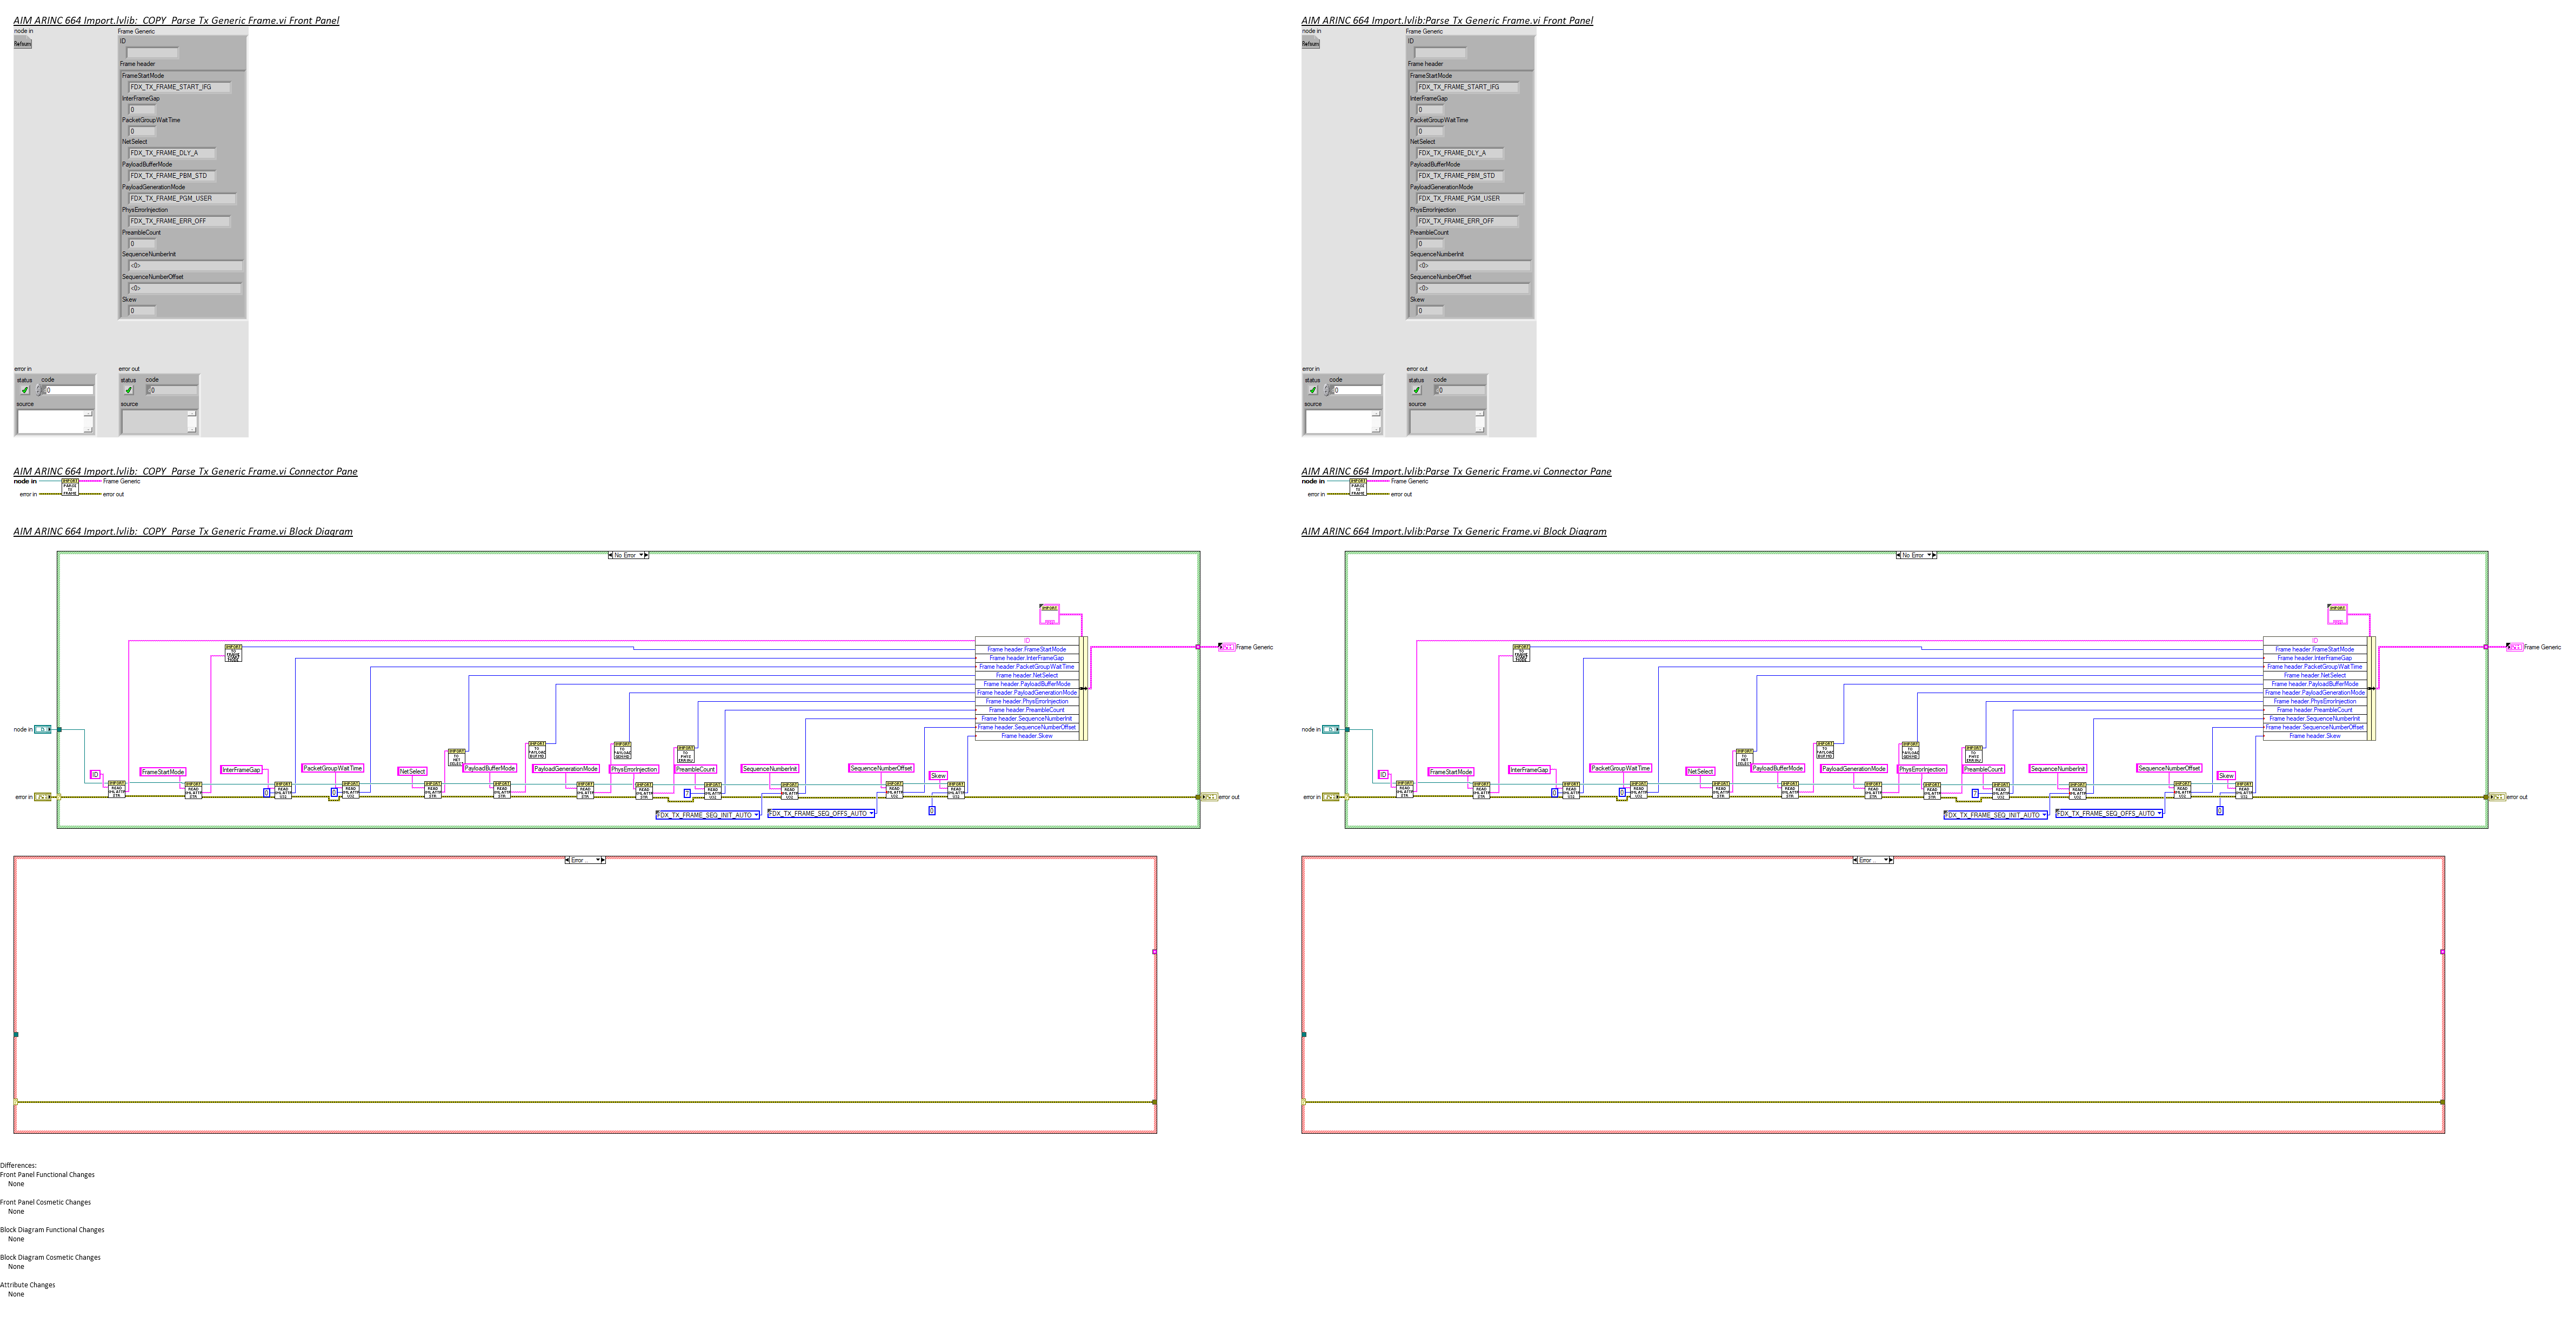 AIM ARINC 664 Import.lvlib:_COPY_Parse Tx Generic Frame.vi Front Panel
node in
Refnum
Frame Generic
ID
Frame header
FrameStartMode
FDX_TX_FRAME_START_IFG
InterFrameGap
0
PacketGroupWaitTime
0
NetSelect
FDX_TX_FRAME_DLY_A
PayloadBufferMode
FDX_TX_FRAME_PBM_STD
PayloadGenerationMode
FDX_TX_FRAME_PGM_USER
PhysErrorInjection
FDX_TX_FRAME_ERR_OFF
PreambleCount
0
SequenceNumberInit
<0>
SequenceNumberOffset
<0>
Skew
0
error in
status code
0
source
error out
status code
0
source
AIM ARINC 664 Import.lvlib:Parse Tx Generic Frame.vi Front Panel
node in
Refnum
Frame Generic
ID
Frame header
FrameStartMode
FDX_TX_FRAME_START_IFG
InterFrameGap
0
PacketGroupWaitTime
0
NetSelect
FDX_TX_FRAME_DLY_A
PayloadBufferMode
FDX_TX_FRAME_PBM_STD
PayloadGenerationMode
FDX_TX_FRAME_PGM_USER
PhysErrorInjection
FDX_TX_FRAME_ERR_OFF
PreambleCount
0
SequenceNumberInit
<0>
SequenceNumberOffset
<0>
Skew
0
error in
status code
0
source
error out
status code
0
source
AIM ARINC 664 Import.lvlib:_COPY_Parse Tx Generic Frame.vi Connector Pane
node in
Frame Generic
error in
error out
AIM ARINC 664 Import.lvlib:Parse Tx Generic Frame.vi Connector Pane
node in
Frame Generic
error in
error out
AIM ARINC 664 Import.lvlib:_COPY_Parse Tx Generic Frame.vi Block Diagram
No Error
ID
Frame header.FrameStartMode
Frame header.InterFrameGap
Frame header.PacketGroupWaitTime
Frame header.NetSelect
Frame header.PayloadBufferMode
Frame header.PayloadGenerationMode
Frame header.PhysErrorInjection
Frame header.PreambleCount
Frame header.SequenceNumberInit
Frame header.SequenceNumberOffset
Frame header.Skew
Frame Generic
node in
ID
FrameStartMode
InterFrameGap
PacketGroupWaitTime
NetSelect
PayloadBufferMode
PayloadGenerationMode
PhysErrorInjection
PreambleCount
SequenceNumberInit
SequenceNumberOffset
Skew
error in
error out
7
FDX_TX_FRAME_SEQ_INIT_AUTO
FDX_TX_FRAME_SEQ_OFFS_AUTO
0
Error
AIM ARINC 664 Import.lvlib:Parse Tx Generic Frame.vi Block Diagram
No Error
ID
Frame header.FrameStartMode
Frame header.InterFrameGap
Frame header.PacketGroupWaitTime
Frame header.NetSelect
Frame header.PayloadBufferMode
Frame header.PayloadGenerationMode
Frame header.PhysErrorInjection
Frame header.PreambleCount
Frame header.SequenceNumberInit
Frame header.SequenceNumberOffset
Frame header.Skew
Frame Generic
node in
ID
FrameStartMode
InterFrameGap
PacketGroupWaitTime
NetSelect
PayloadBufferMode
PayloadGenerationMode
PhysErrorInjection
PreambleCount
SequenceNumberInit
SequenceNumberOffset
Skew
error in
error out
7
FDX_TX_FRAME_SEQ_INIT_AUTO
FDX_TX_FRAME_SEQ_OFFS_AUTO
0
Error
Differences:
Front Panel Functional Changes
None
Front Panel Cosmetic Changes
None
Block Diagram Functional Changes
None
Block Diagram Cosmetic Changes
None
Attribute Changes
None